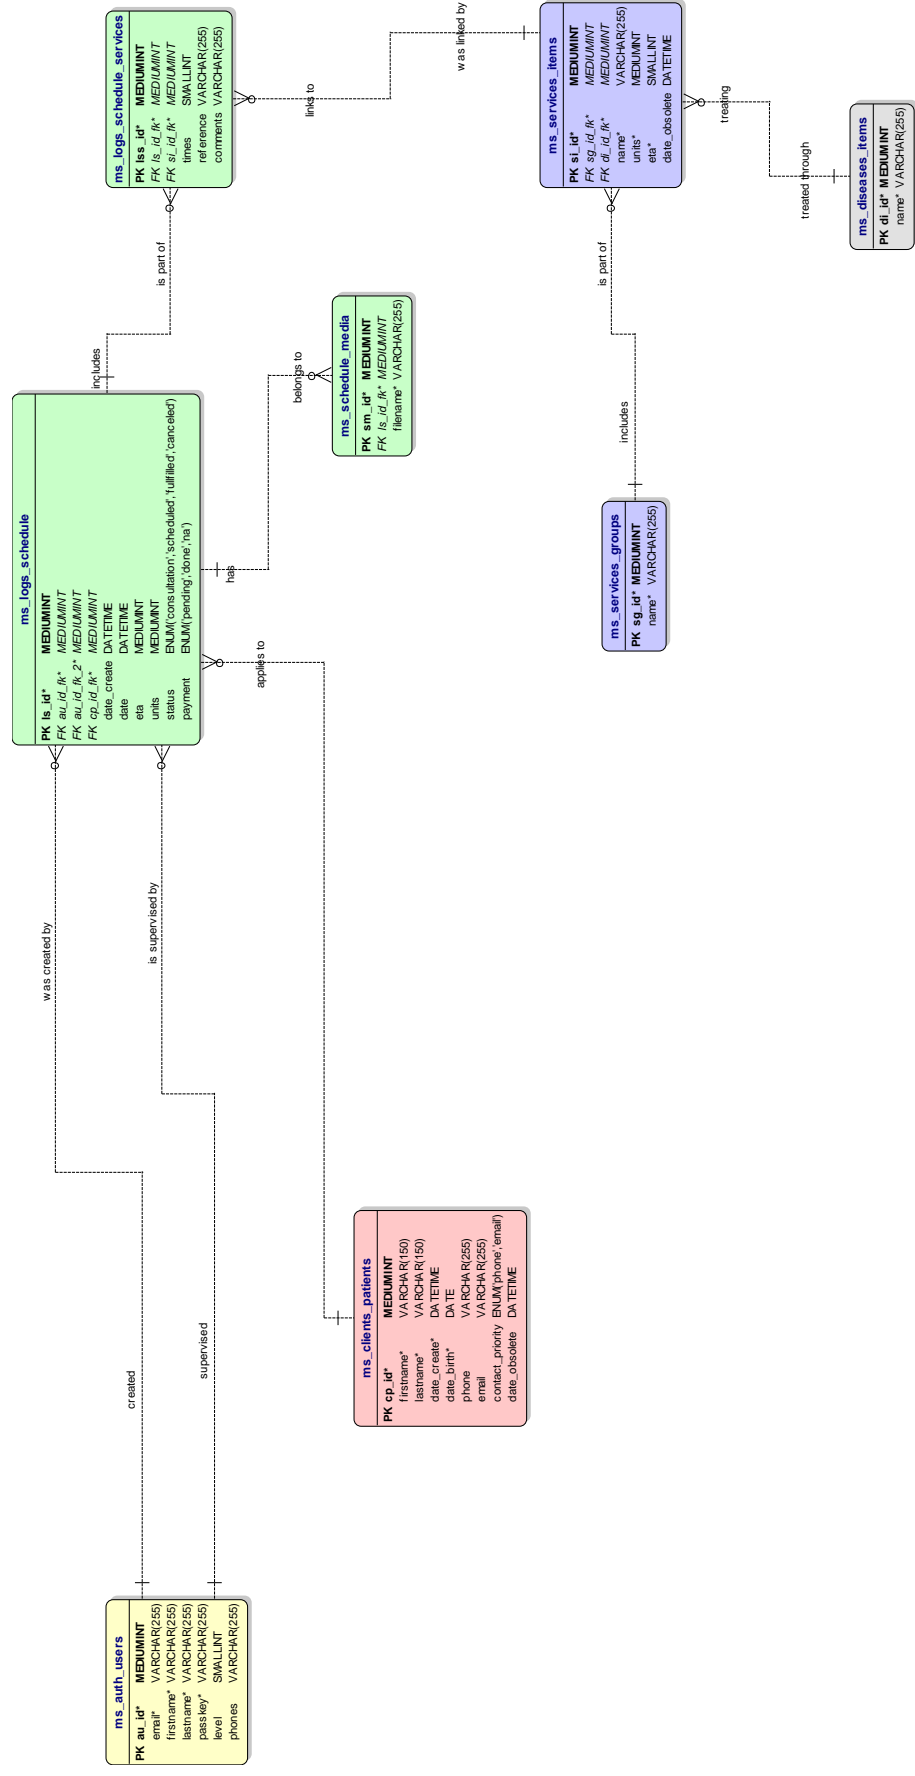 ms_logs_schedule_services
PK lss_id* MEDIUMINT
FK ls_id_fk* MEDIUMINT
FK si_id_fk* MEDIUMINT
times SMALLINT
reference VARCHAR(255)
comments VARCHAR(255)
links to
was linked by
ms_services_items
PK si_id* MEDIUMINT
FK sg_id_fk* MEDIUMINT
FK di_id_fk* MEDIUMINT
name* VARCHAR(255)
units* MEDIUMINT
eta* SMALLINT
date_obsolete DATETIME
treating
treated through
ms_diseases_items
PK di_id* MEDIUMINT
name* VARCHAR(255)
is part of
includes
is part of
includes
ms_schedule_media
PK sm_id* MEDIUMINT
FK ls_id_fk* MEDIUMINT
filename* VARCHAR(255)
belongs to
has
ms_logs_schedule
PK ls_id* MEDIUMINT
FK au_id_fk* MEDIUMINT
FK au_id_fk_2* MEDIUMINT
FK cp_id_fk* MEDIUMINT
date_create DATETIME
date DATETIME
eta MEDIUMINT
units MEDIUMINT
status ENUM('consultation','scheduled','fullfilled','canceled')
payment ENUM('pending','done','na')
ms_services_groups
PK sg_id* MEDIUMINT
name* VARCHAR(255)
applies to
was created by
is supervised by
ms_clients_patients
PK cp_id* MEDIUMINT
firstname* VARCHAR(150)
lastname* VARCHAR(150)
date_create* DATETIME
date_birth* DATE
phone VARCHAR(255)
email VARCHAR(255)
contact_priority ENUM('phone','email')
date_obsolete DATETIME
created
supervised
ms_auth_users
PK au_id* MEDIUMINT
email* VARCHAR(255)
firstname* VARCHAR(255)
lastname* VARCHAR(255)
passkey* VARCHAR(255)
level SMALLINT
phones VARCHAR(255)